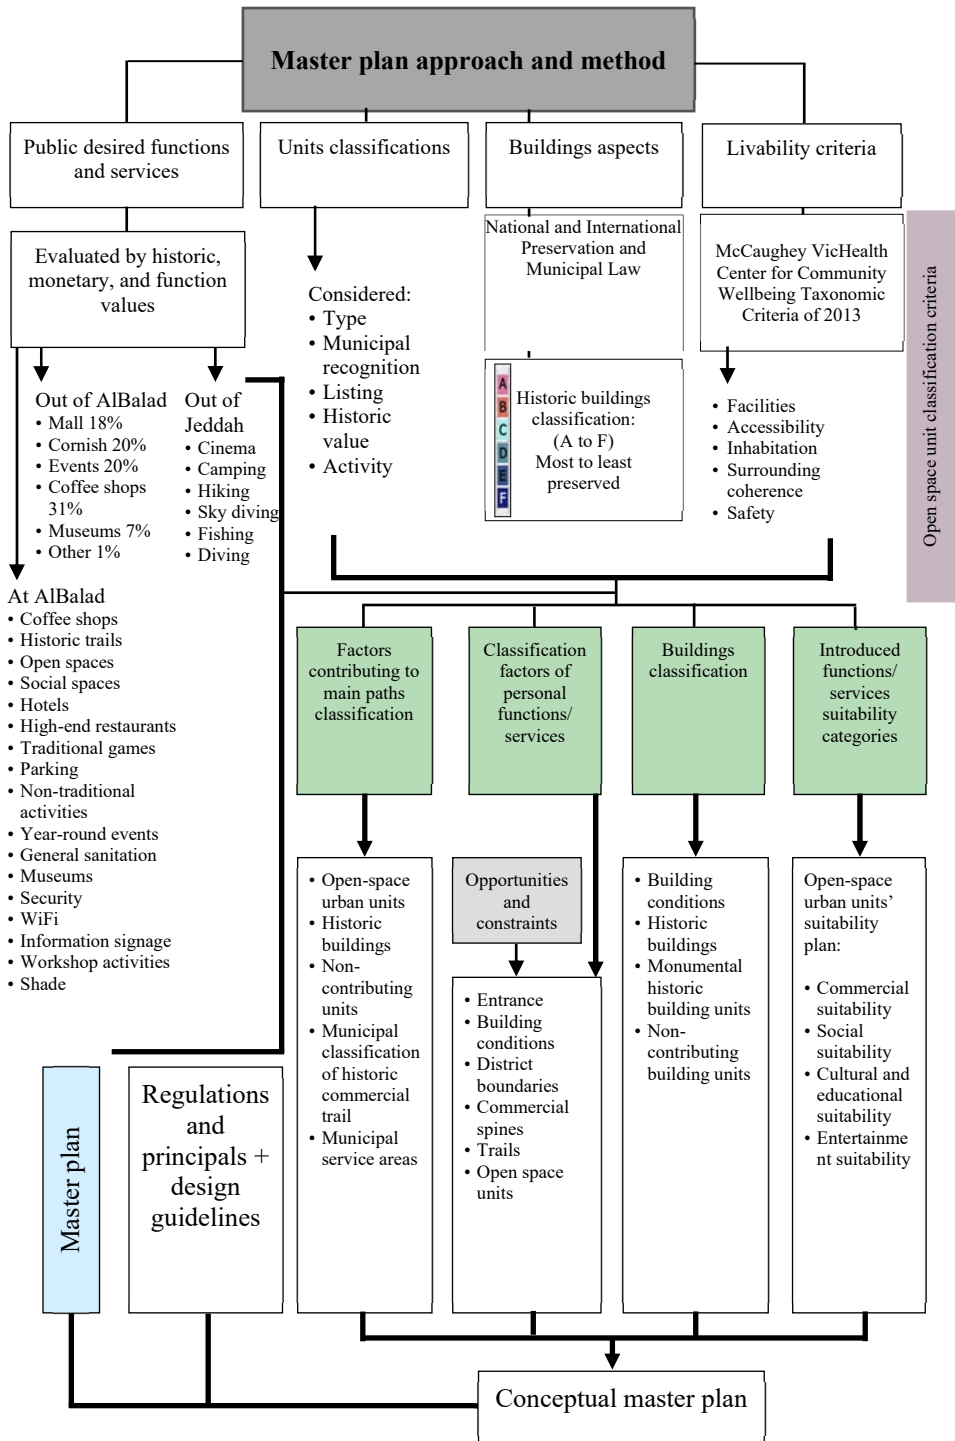 Master plan approach and method
Public desired functions
and services
Units classifications
Buildings aspects
Livability criteria
Evaluated by historic,
monetary, and function
values
National and International
Preservation and
Municipal Law
McCaughey VicHealth
Center for Community
Wellbeing Taxonomic
Criteria of 2013
Open space unit classification criteria
Out of AlBalad
• Mall 18%
• Cornish 20%
• Events 20%
• Coffee shops
31%
• Museums 7%
• Other 1%
Out of
Jeddah
• Cinema
• Camping
• Hiking
• Sky diving
• Fishing
• Diving
Considered:
• Type
• Municipal
recognition
• Listing
• Historic
value
• Activity
A
B
C
D
E
F
Historic buildings
classification:
(A to F)
Most to least
preserved
• Facilities
• Accessibility
• Inhabitation
• Surrounding
coherence
• Safety
At AlBalad
• Coffee shops
• Historic trails
• Open spaces
• Social spaces
• Hotels
• High-end restaurants
• Traditional games
• Parking
• Non-traditional
activities
• Year-round events
• General sanitation
• Museums
• Security
• WiFi
• Information signage
• Workshop activities
• Shade
Factors
contributing to
main paths
classification
Classification
factors of
personal
functions/
services
Buildings
classification
Introduced
functions/
services
suitability
categories
• Open-space
urban units
• Historic
buildings
• Non-
contributing
units
• Municipal
classification
of historic
commercial
trail
• Municipal
service areas
Opportunities
and
constraints
• Entrance
• Building
conditions
• District
boundaries
• Commercial
spines
• Trails
• Open space
units
• Building
conditions
• Historic
buildings
• Monumental
historic
building units
• Non-
contributing
building units
Open-space
urban units’
suitability
plan:
• Commercial
suitability
• Social
suitability
• Cultural and
educational
suitability
• Entertainme
nt suitability
Master plan
Regulations
and
principals +
design
guidelines
Conceptual master plan